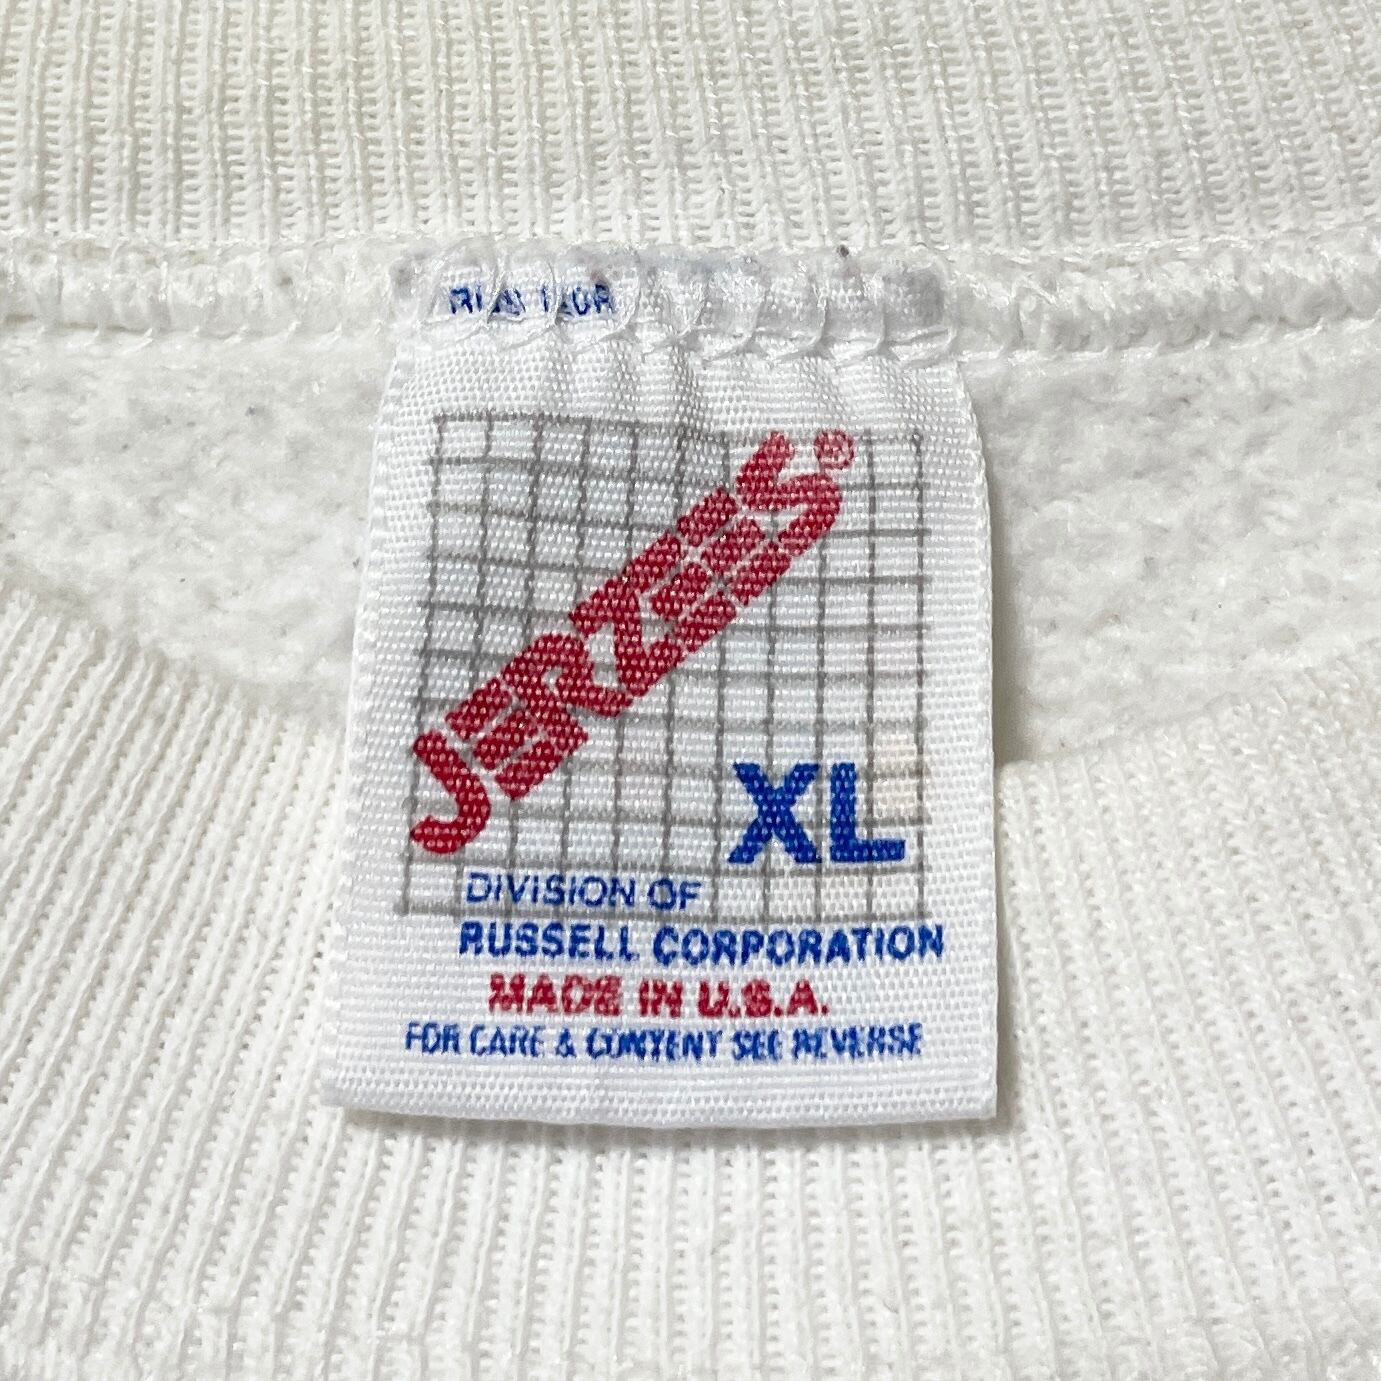 JERZEES®
XL
DIVISION OF
RUSSELL CORPORATION
MADE IN U.S.A.
FOR CARE & CONTENT SEE REVERSE